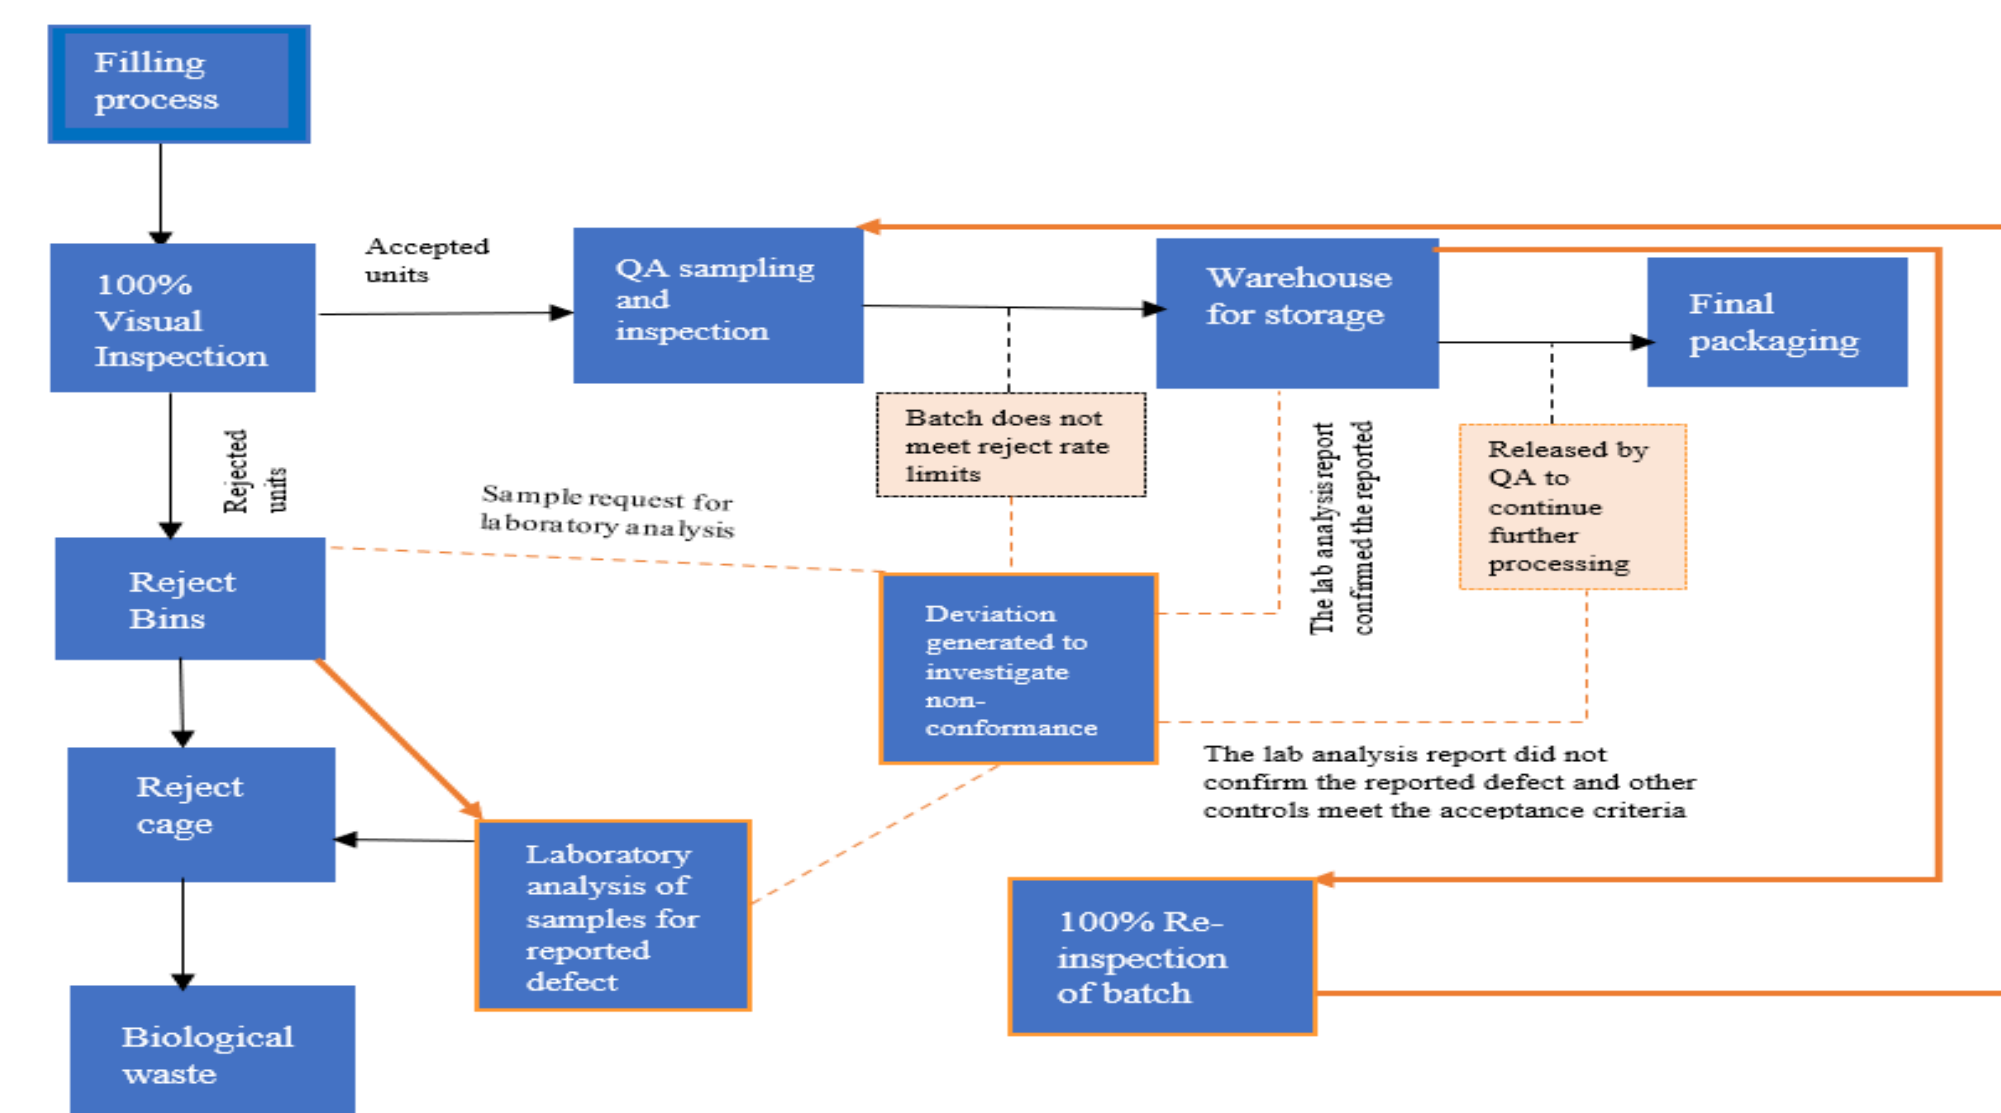 Filling
process
100%
Visual
Inspection
Accepted
units
QA sampling
and
inspection
Warehouse
for storage
Final
packaging
Batch does not
meet reject rate
limits
Released by
QA to
continue
further
processing
The lab analysis report
confirmed the reported
Rejected
units
Sample request for
laboratory analysis
Reject
Bins
Deviation
generated to
investigate
non-
conformance
The lab analysis report did not
confirm the reported defect and other
controls meet the acceptance criteria
Reject
cage
Laboratory
analysis of
samples for
reported
defect
100% Re-
inspection
of batch
Biological
waste